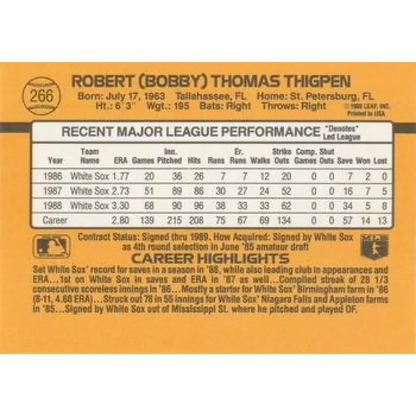 266
ROBERT (BOBBY) THOMAS THIGPEN
Born: July 17, 1963 Tallahassee, FL Home: St. Petersburg, FL
Ht.: 6' 3" Wgt.: 195 Bats: Right Throws: Right
©1988 LEAF, INC.
Printed in USA
RECENT MAJOR LEAGUE PERFORMANCE "Denotes" Led League
Year Team Name ERA Games Inn. Pitched Hits Runs Er. Runs Walks Strike Outs Comp. Games Shut Outs Save Won Lost
1986 White Sox 1.77 20 36 26 7 7 12 20 0 0 7 2 0
1987 White Sox 2.73 51 89 86 30 27 24 52 0 0 16 7 5
1988 White Sox 3.30 68 90 96 38 33 33 62 0 0 34 5 8
Career 2.80 139 215 208 75 67 69 134 0 0 57 14 13
Contract Status: Signed thru 1989. How Acquired: Signed by White Sox
as 4th round selection in June '85 amateur draft
CAREER HIGHLIGHTS
Set White Sox' record for saves in a season in '88, while also leading club in appearances and
ERA...1st on White Sox in saves and ERA in '87 as well...Compiled streak of 28 1/3
consecutive scoreless innings in '86...Mostly a starter for White Sox' Birmingham farm in '86
(8-11, 4.68 ERA)...Struck out 78 in 55 innings for White Sox' Niagara Falls and Appleton farms
in '85...Signed by White Sox out of Mississippi St. where he pitched and played OF.